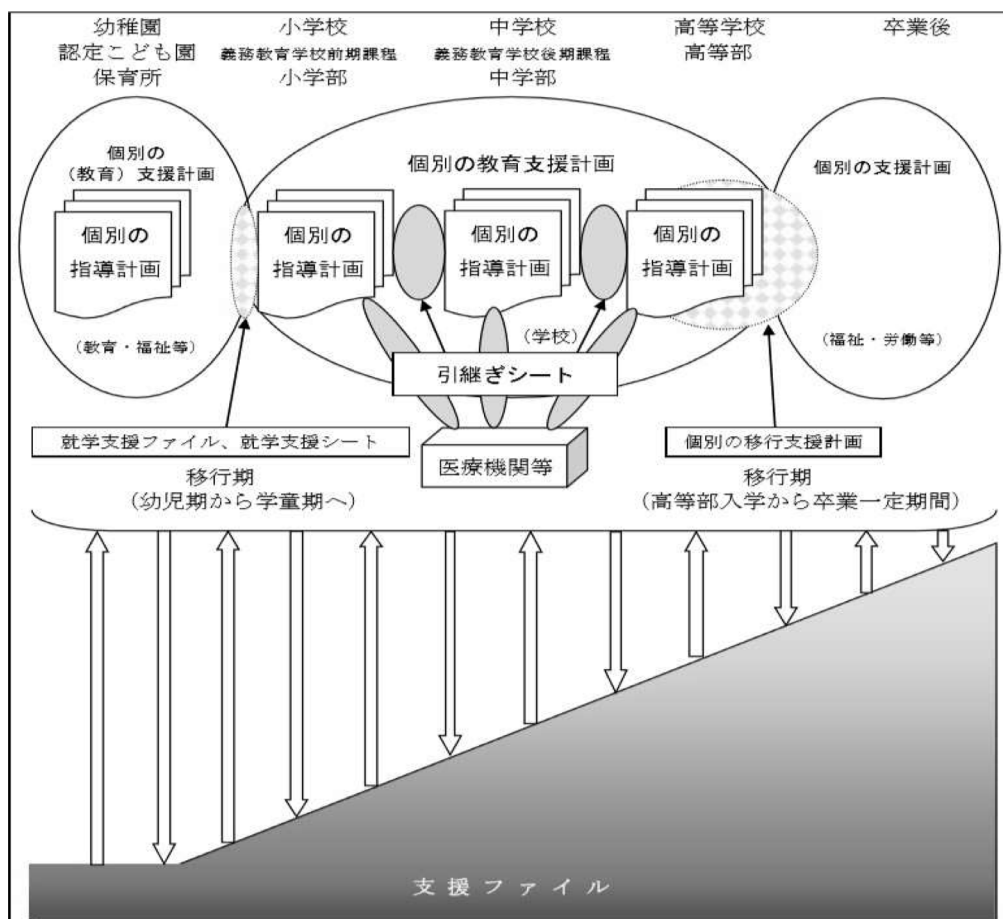 幼稚園
認定こども園
保育所
小学校
義務教育学校前期課程
小学部
中学校
義務教育学校後期課程
中学部
高等学校
高等部
卒業後
個別の
（教育）支援計画
個別の教育支援計画
個別の支援計画
個別の
指導計画
個別の
指導計画
個別の
指導計画
個別の
指導計画
（教育・福祉等）
（学校）
（福祉・労働等）
引継ぎシート
就学支援ファイル、就学支援シート
医療機関等
個別の移行支援計画
移行期
（幼児期から学童期へ）
移行期
（高等部入学から卒業一定期間）
支援ファイル